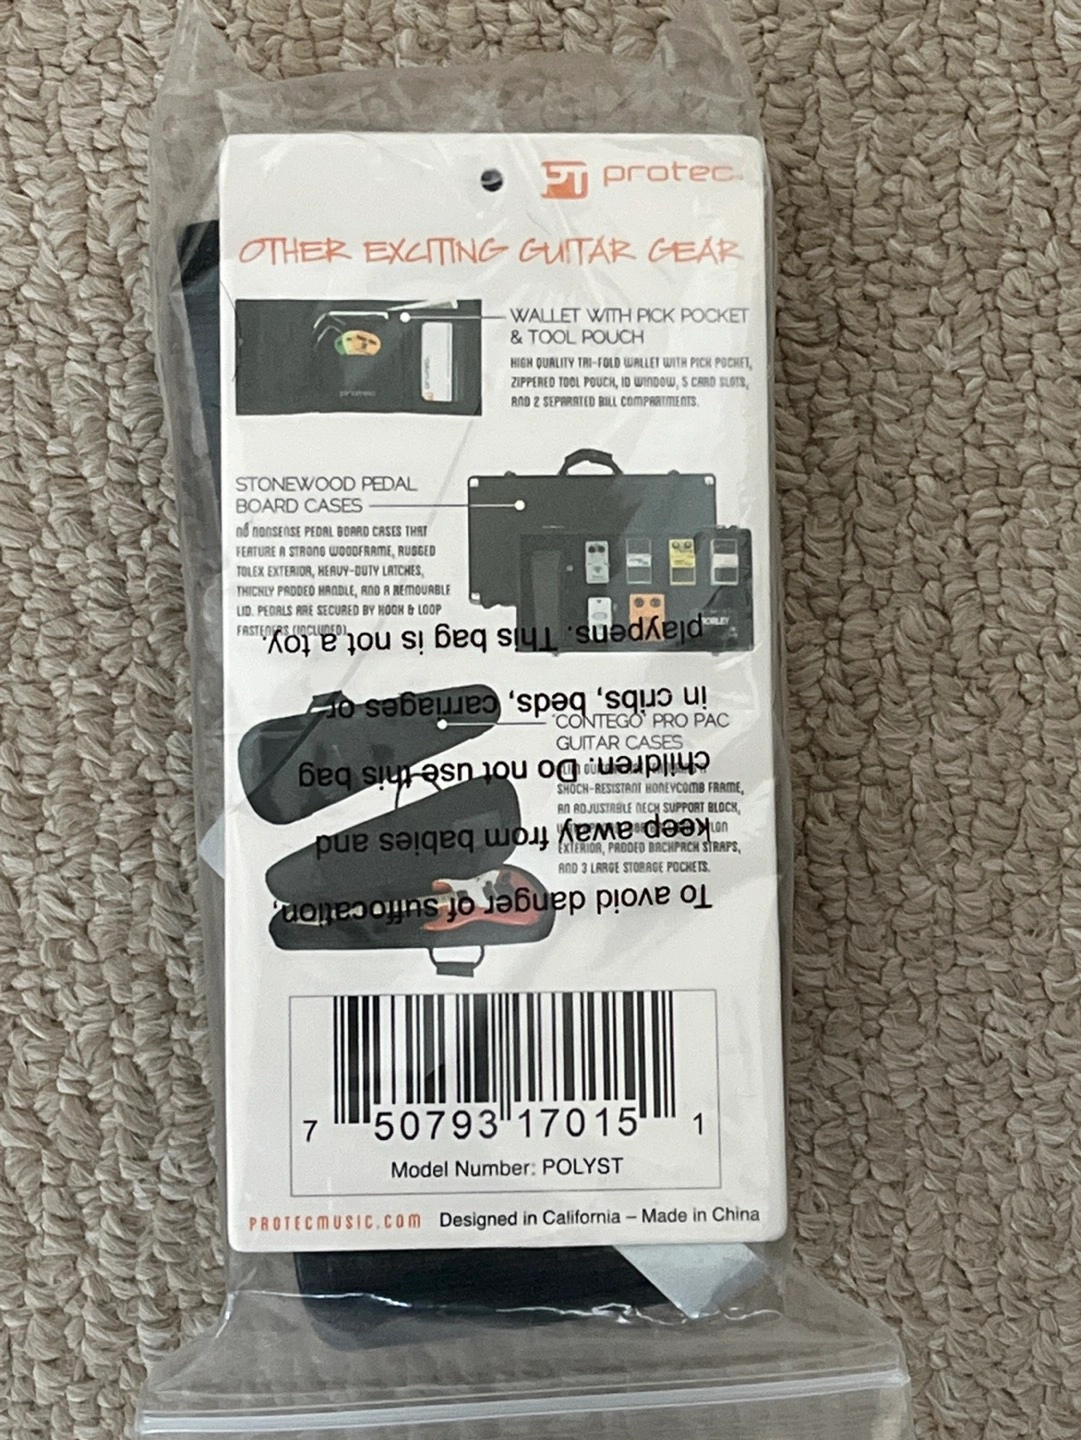 PT protec
OTHER EXCITING GUITAR GEAR
WALLET WITH PICK POCKET
& TOOL POUCH
HIGH QUALITY TRI-FOLD WALLET WITH PICK POCKET,
ZIPPERED TOOL POUCH, ID WINDOW, 5 CARD SLOTS,
AND 2 SEPARATED BILL COMPARTMENTS.
protec
STONEWOOD PEDAL
BOARD CASES
NO NONSENSE PEDAL BOARD CASES THAT
FEATURE A STRONG WOODFRAME, RUGGED
TOLEX EXTERIOR, HEAVY-DUTY LATCHES,
THICKLY PADDED HANDLE, AND A REMOVABLE
LID. PEDALS ARE SECURED BY HOOK & LOOP
FASTENERS (INCLUDED).
MORLEY
CONTEGO PRO PAC
GUITAR CASES
SHOCK-RESISTANT HONEYCOMB FRAME,
AN ADJUSTABLE NECK SUPPORT BLOCK,
EXTERIOR, PADDED BACKPACK STRAPS,
AND 3 LARGE STORAGE POCKETS.
To avoid danger of suffocation,
keep away from babies and
children. Do not use this bag
in cribs, beds, carriages or
playpens. This bag is not a toy.
7 50793 17015 1
Model Number: POLYST
PROTECMUSIC.COM Designed in California – Made in China